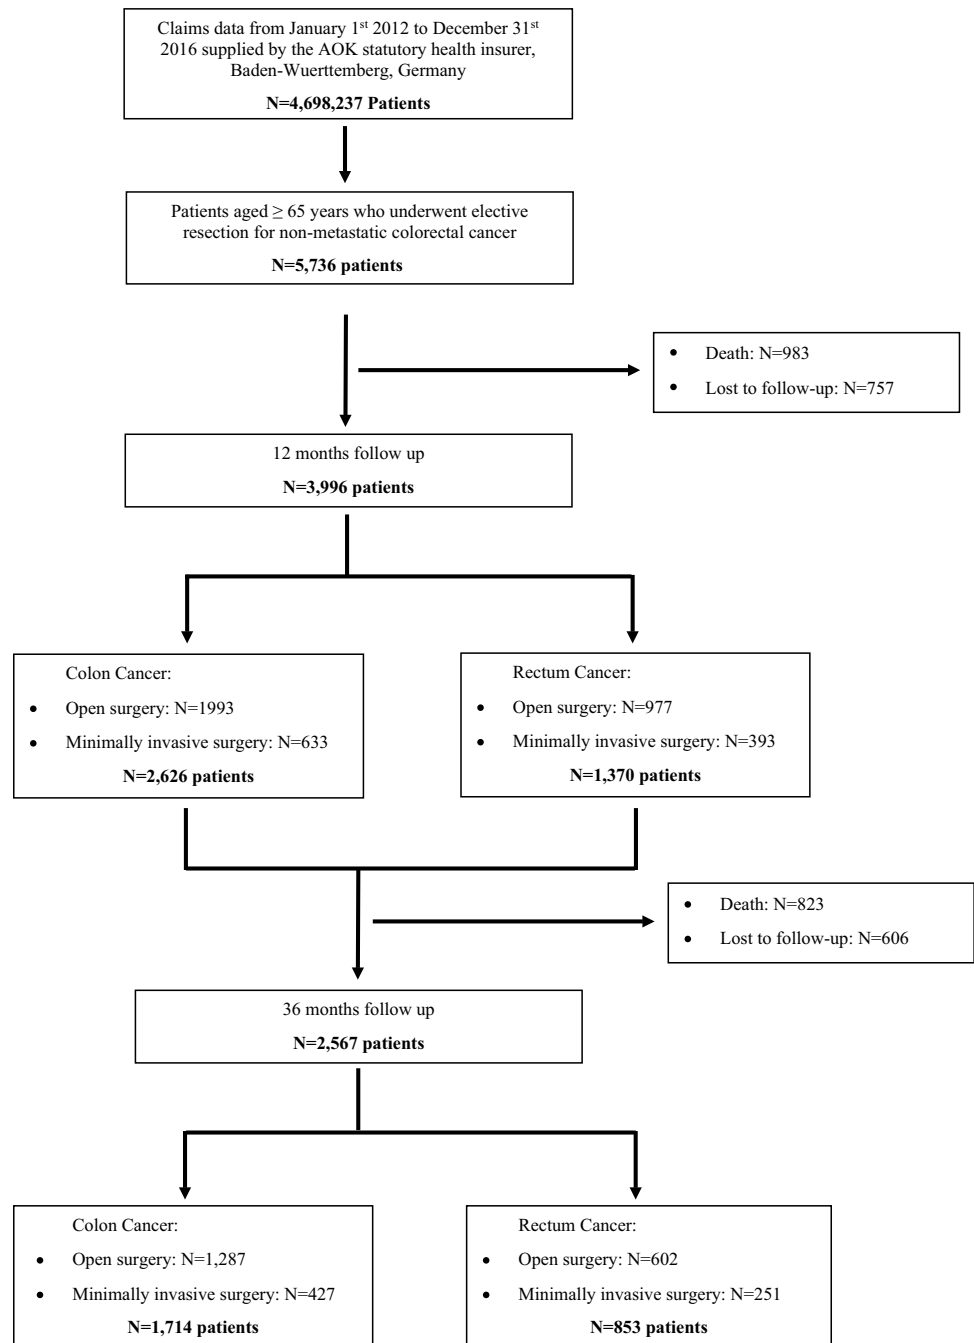 Claims data from January 1st 2012 to December 31st
2016 supplied by the AOK statutory health insurer,
Baden-Wuerttemberg, Germany
N=4,698,237 Patients
Patients aged ≥ 65 years who underwent elective
resection for non-metastatic colorectal cancer
N=5,736 patients
• Death: N=983
• Lost to follow-up: N=757
12 months follow up
N=3,996 patients
Colon Cancer:
• Open surgery: N=1993
• Minimally invasive surgery: N=633
N=2,626 patients
Rectum Cancer:
• Open surgery: N=977
• Minimally invasive surgery: N=393
N=1,370 patients
• Death: N=823
• Lost to follow-up: N=606
36 months follow up
N=2,567 patients
Colon Cancer:
• Open surgery: N=1,287
• Minimally invasive surgery: N=427
N=1,714 patients
Rectum Cancer:
• Open surgery: N=602
• Minimally invasive surgery: N=251
N=853 patients